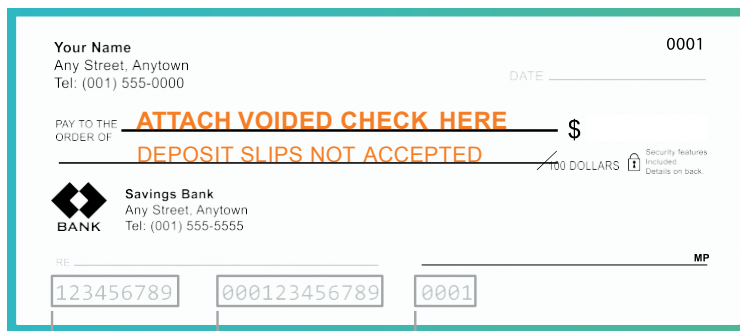 Your Name
0001
Any Street, Anytown
Tel: (001) 555-0000
DATE
PAY TO THE
ORDER OF
ATTACH VOIDED CHECK HERE
$
DEPOSIT SLIPS NOT ACCEPTED
/100 DOLLARS
Security features
Included.
Details on back.
BANK
Savings Bank
Any Street, Anytown
Tel: (001) 555-5555
RE
MP
123456789
000123456789
0001